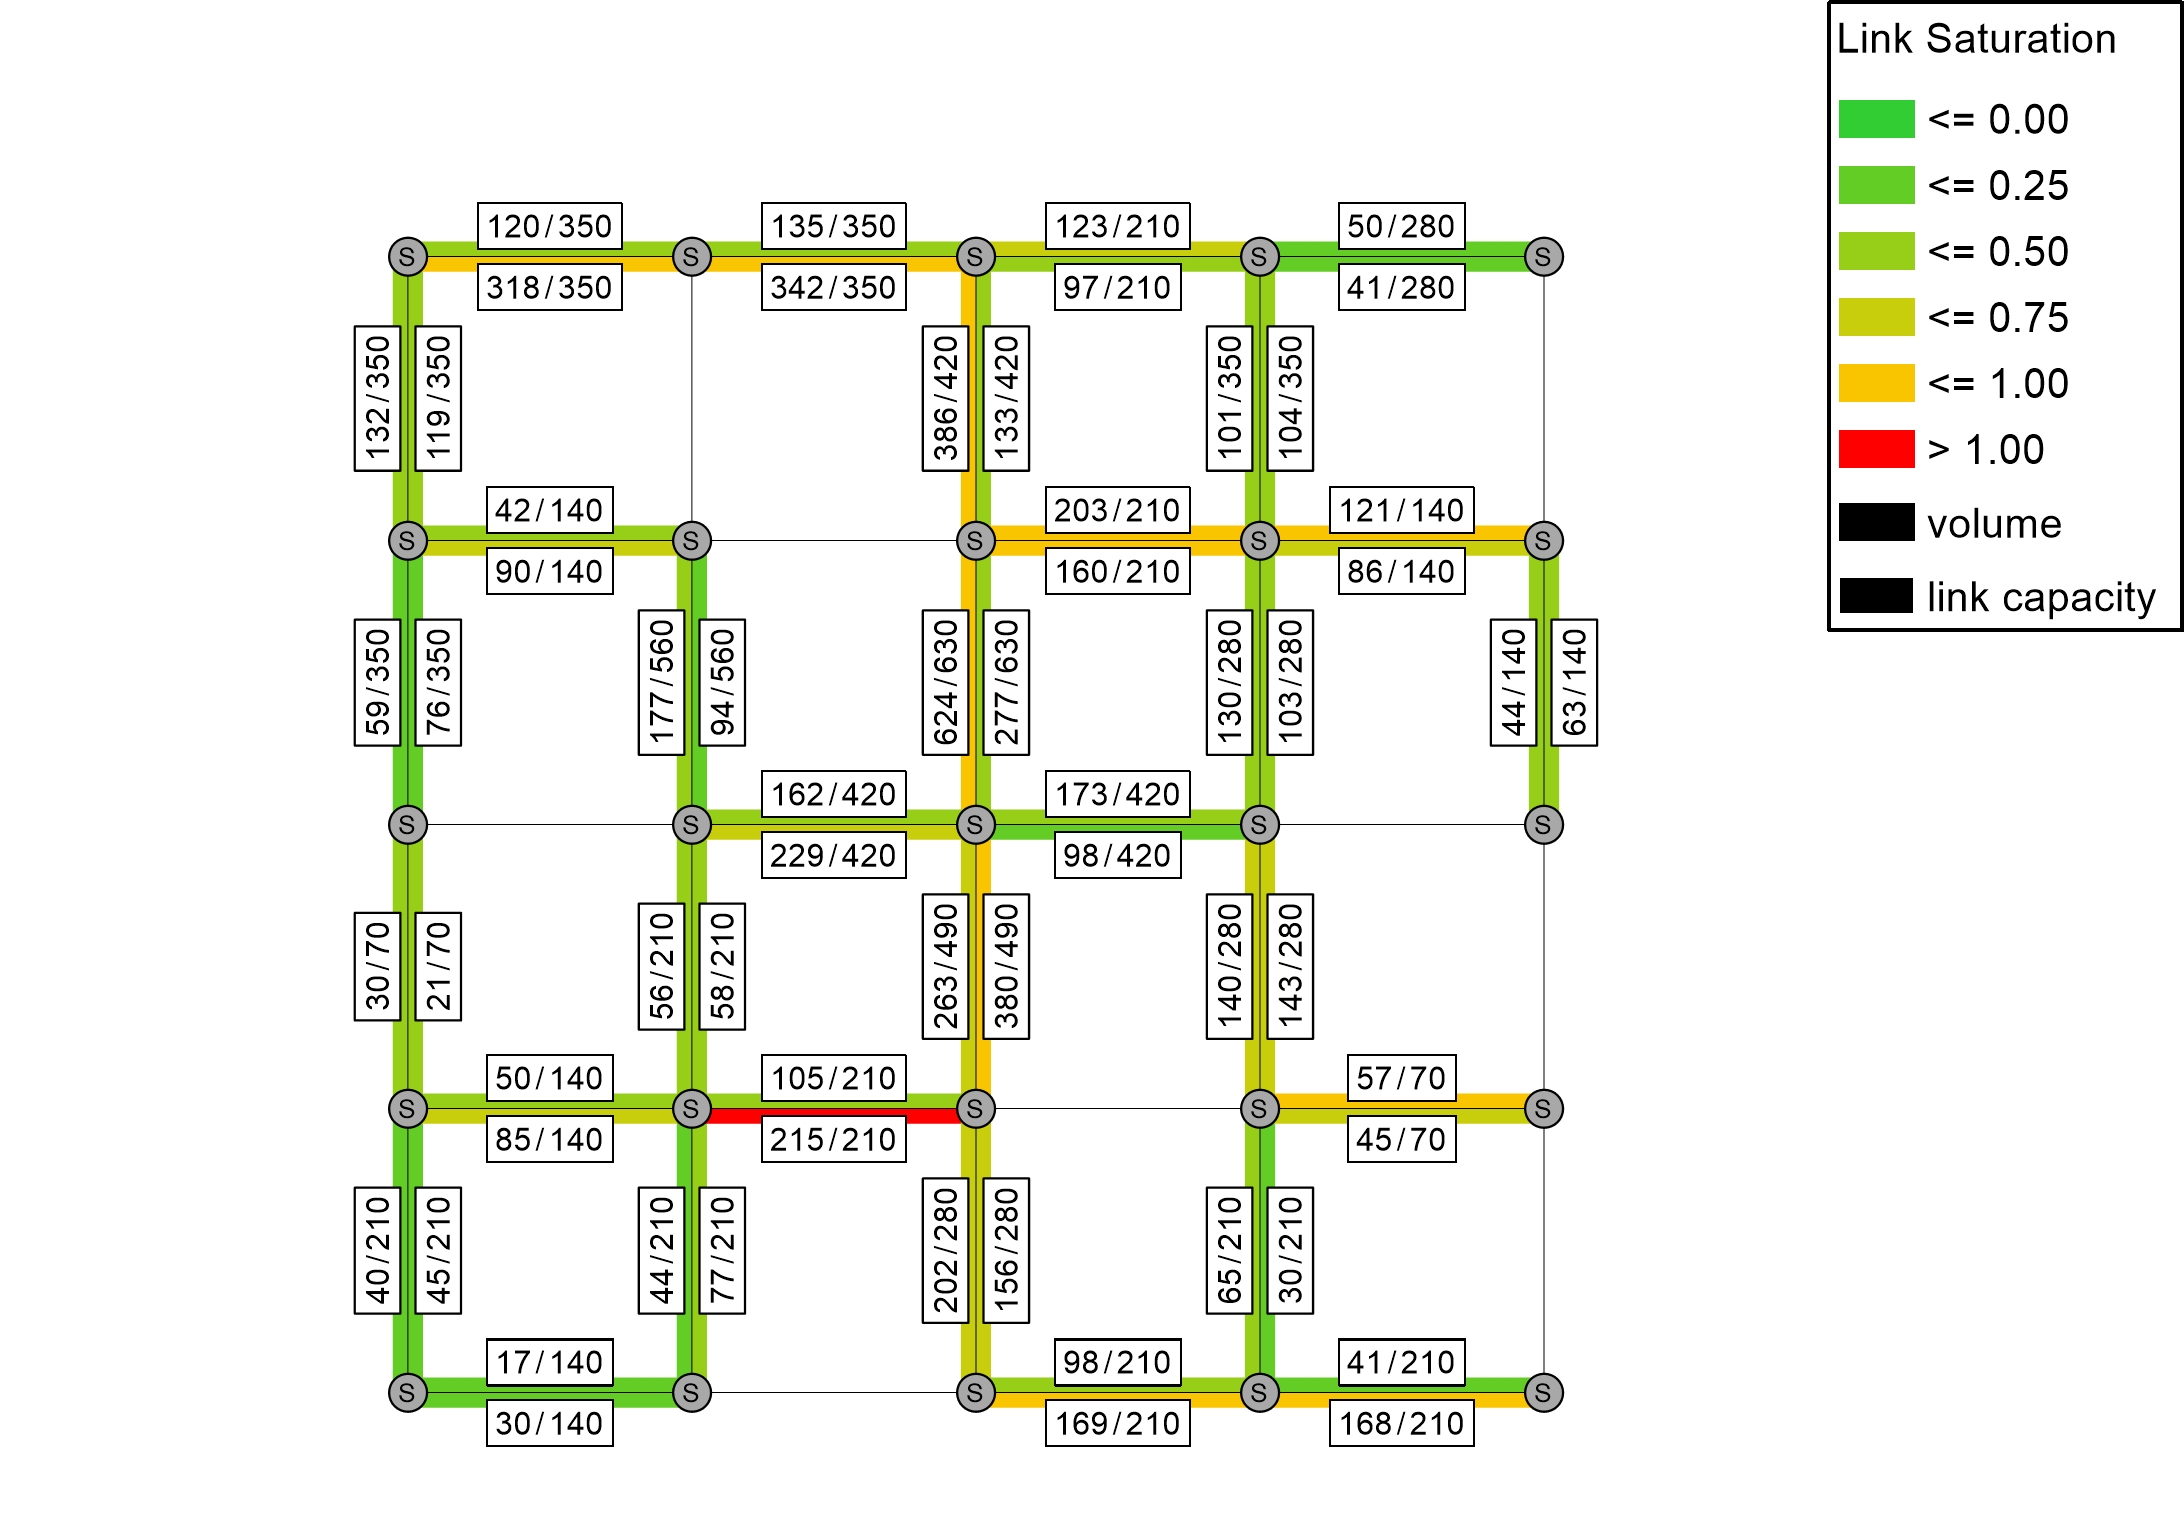 Link Saturation
<= 0.00
<= 0.25
<= 0.50
<= 0.75
<= 1.00
> 1.00
volume
link capacity
120/350
135/350
123/210
50/280
S
S
S
S
S
318/350
342/350
97/210
41/280
132/350
119/350
386/420
133/420
101/350
104/350
42/140
203/210
121/140
S
S
S
S
S
90/140
160/210
86/140
59/350
76/350
177/560
94/560
624/630
277/630
130/280
103/280
44/140
63/140
162/420
173/420
S
S
S
S
S
229/420
98/420
30/70
21/70
56/210
58/210
263/490
380/490
140/280
143/280
50/140
105/210
57/70
S
S
S
S
S
85/140
215/210
45/70
40/210
45/210
44/210
77/210
202/280
156/280
65/210
30/210
17/140
98/210
41/210
S
S
S
S
S
30/140
169/210
168/210